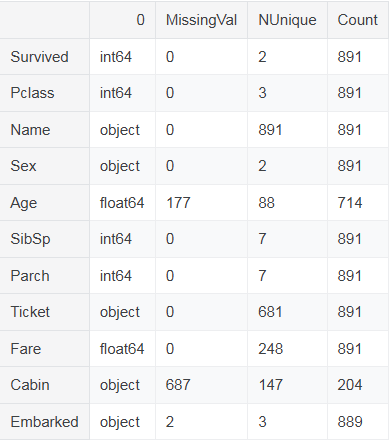 0 MissingVal NUnique Count
Survived int64 0 2 891
Pclass int64 0 3 891
Name object 0 891 891
Sex object 0 2 891
Age float64 177 88 714
SibSp int64 0 7 891
Parch int64 0 7 891
Ticket object 0 681 891
Fare float64 0 248 891
Cabin object 687 147 204
Embarked object 2 3 889